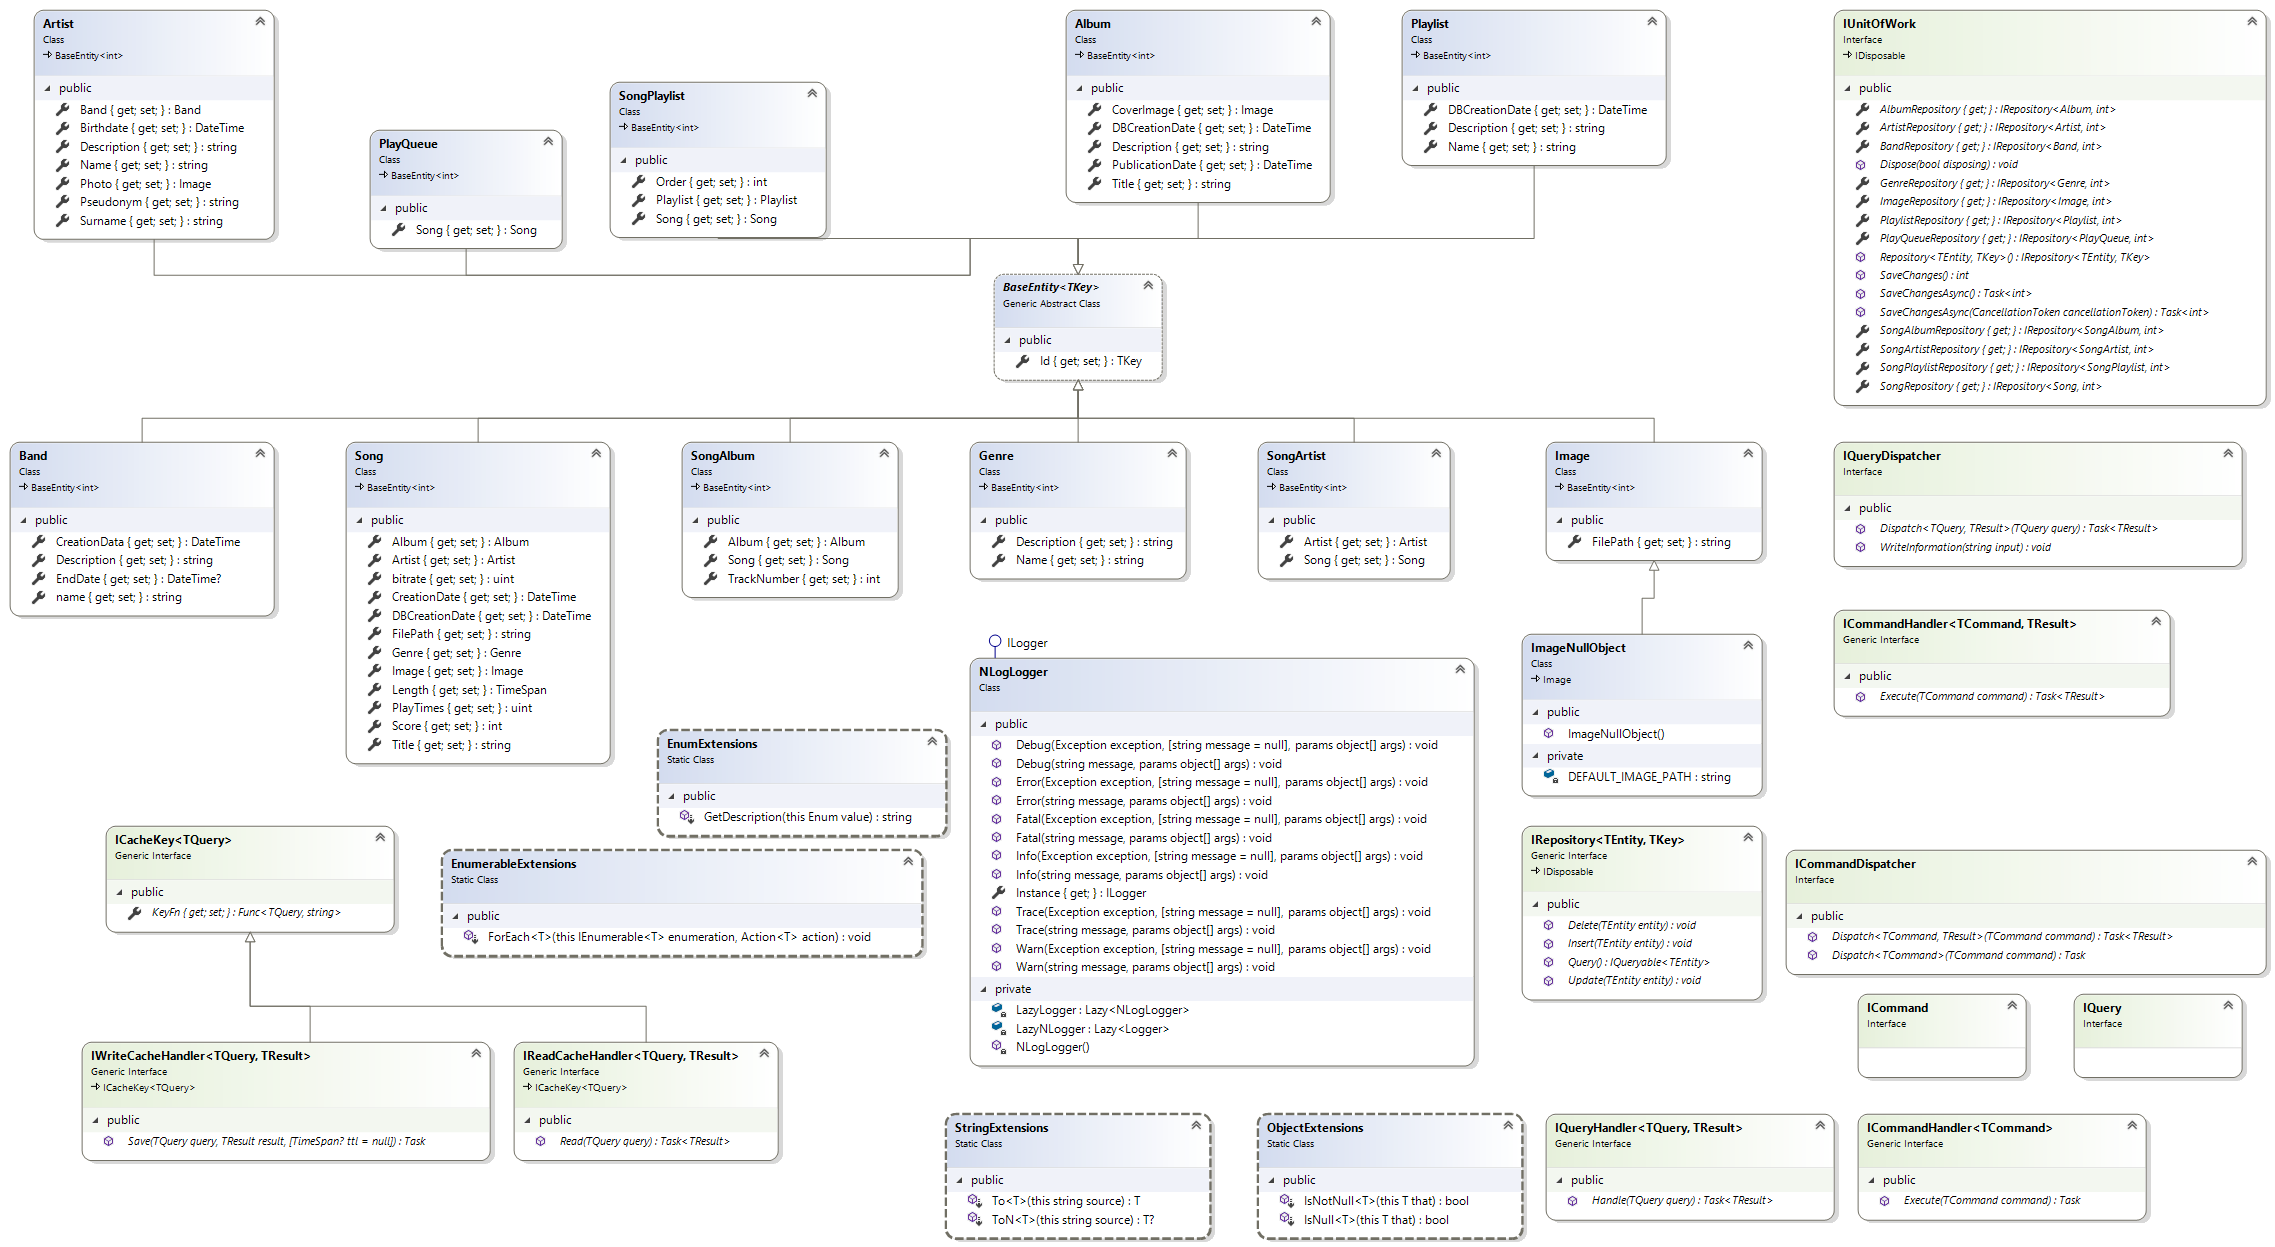 Artist
Class
BaseEntity<int>
public
Band { get; set; } : Band
Birthdate { get; set; } : DateTime
Description { get; set; } : string
Name { get; set; } : string
Photo { get; set; } : Image
Pseudonym { get; set; } : string
Surname { get; set; } : string
PlayQueue
Class
BaseEntity<int>
public
Song { get; set; } : Song
SongPlaylist
Class
BaseEntity<int>
public
Order { get; set; } : int
Playlist { get; set; } : Playlist
Song { get; set; } : Song
Album
Class
BaseEntity<int>
public
CoverImage { get; set; } : Image
DBCreationDate { get; set; } : DateTime
Description { get; set; } : string
PublicationDate { get; set; } : DateTime
Title { get; set; } : string
Playlist
Class
BaseEntity<int>
public
DBCreationDate { get; set; } : DateTime
Description { get; set; } : string
Name { get; set; } : string
IUnitOfWork
Interface
IDisposable
public
AlbumRepository { get; } : IRepository<Album, int>
ArtistRepository { get; } : IRepository<Artist, int>
BandRepository { get; } : IRepository<Band, int>
Dispose(bool disposing) : void
GenreRepository { get; } : IRepository<Genre, int>
ImageRepository { get; } : IRepository<Image, int>
PlaylistRepository { get; } : IRepository<Playlist, int>
PlayQueueRepository { get; } : IRepository<PlayQueue, int>
Repository<TEntity, TKey>() : IRepository<TEntity, TKey>
SaveChanges() : int
SaveChangesAsync() : Task<int>
SaveChangesAsync(CancellationToken cancellationToken) : Task<int>
SongAlbumRepository { get; } : IRepository<SongAlbum, int>
SongArtistRepository { get; } : IRepository<SongArtist, int>
SongPlaylistRepository { get; } : IRepository<SongPlaylist, int>
SongRepository { get; } : IRepository<Song, int>
BaseEntity<TKey>
Generic Abstract Class
public
Id { get; set; } : TKey
Band
Class
BaseEntity<int>
public
CreationData { get; set; } : DateTime
Description { get; set; } : string
EndDate { get; set; } : DateTime?
name { get; set; } : string
Song
Class
BaseEntity<int>
public
Album { get; set; } : Album
Artist { get; set; } : Artist
bitrate { get; set; } : uint
CreationDate { get; set; } : DateTime
DBCreationDate { get; set; } : DateTime
FilePath { get; set; } : string
Genre { get; set; } : Genre
Image { get; set; } : Image
Length { get; set; } : TimeSpan
PlayTimes { get; set; } : uint
Score { get; set; } : int
Title { get; set; } : string
SongAlbum
Class
BaseEntity<int>
public
Album { get; set; } : Album
Song { get; set; } : Song
TrackNumber { get; set; } : int
Genre
Class
BaseEntity<int>
public
Description { get; set; } : string
Name { get; set; } : string
SongArtist
Class
BaseEntity<int>
public
Artist { get; set; } : Artist
Song { get; set; } : Song
Image
Class
BaseEntity<int>
public
FilePath { get; set; } : string
IQueryDispatcher
Interface
public
Dispatch<TQuery, TResult>(TQuery query) : Task<TResult>
WriteInformation(string input) : void
ICommandHandler<TCommand, TResult>
Generic Interface
public
Execute(TCommand command) : Task<TResult>
ILogger
NLogLogger
Class
public
Debug(Exception exception, [string message = null], params object[] args) : void
Debug(string message, params object[] args) : void
Error(Exception exception, [string message = null], params object[] args) : void
Error(string message, params object[] args) : void
Fatal(Exception exception, [string message = null], params object[] args) : void
Fatal(string message, params object[] args) : void
Info(Exception exception, [string message = null], params object[] args) : void
Info(string message, params object[] args) : void
Instance { get; } : ILogger
Trace(Exception exception, [string message = null], params object[] args) : void
Trace(string message, params object[] args) : void
Warn(Exception exception, [string message = null], params object[] args) : void
Warn(string message, params object[] args) : void
private
LazyLogger : Lazy<NLogLogger>
LazyNLogger : Lazy<Logger>
NLogLogger()
ImageNullObject
Class
Image
public
ImageNullObject()
private
DEFAULT_IMAGE_PATH : string
EnumExtensions
Static Class
public
GetDescription(this Enum value) : string
EnumerableExtensions
Static Class
public
ForEach<T>(this IEnumerable<T> enumeration, Action<T> action) : void
ICacheKey<TQuery>
Generic Interface
public
KeyFn { get; set; } : Func<TQuery, string>
IRepository<TEntity, TKey>
Generic Interface
IDisposable
public
Delete(TEntity entity) : void
Insert(TEntity entity) : void
Query() : IQueryable<TEntity>
Update(TEntity entity) : void
ICommandDispatcher
Interface
public
Dispatch<TCommand, TResult>(TCommand command) : Task<TResult>
Dispatch<TCommand>(TCommand command) : Task
ICommand
Interface
IQuery
Interface
IWriteCacheHandler<TQuery, TResult>
Generic Interface
ICacheKey<TQuery>
public
Save(TQuery query, TResult result, [TimeSpan? ttl = null]) : Task
IReadCacheHandler<TQuery, TResult>
Generic Interface
ICacheKey<TQuery>
public
Read(TQuery query) : Task<TResult>
StringExtensions
Static Class
public
To<T>(this string source) : T
ToN<T>(this string source) : T?
ObjectExtensions
Static Class
public
IsNotNull<T>(this T that) : bool
IsNull<T>(this T that) : bool
IQueryHandler<TQuery, TResult>
Generic Interface
public
Handle(TQuery query) : Task<TResult>
ICommandHandler<TCommand>
Generic Interface
public
Execute(TCommand command) : Task